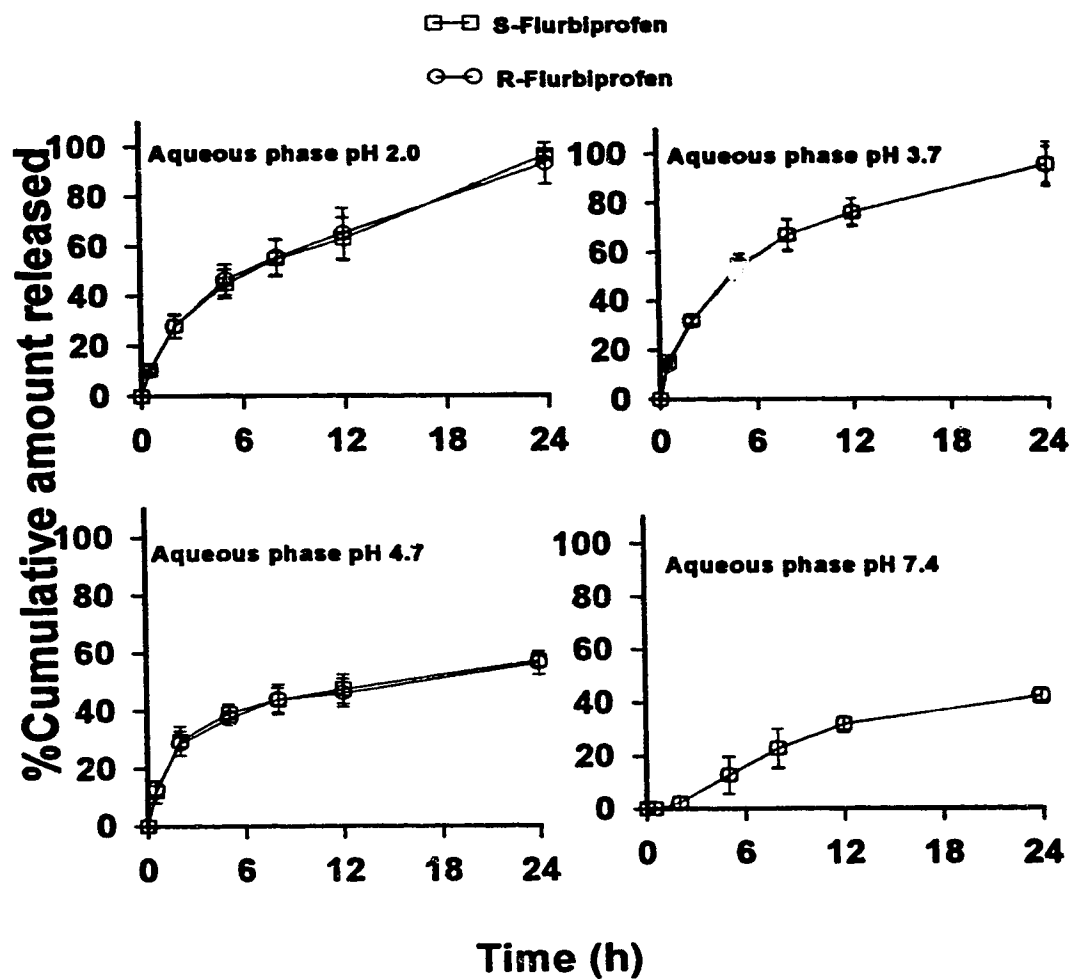 S-Flurbiprofen
R-Flurbiprofen
%Cumulative amount released
Aqueous phase pH 2.0
100
80
60
40
20
0
0 6 12 18 24
Aqueous phase pH 3.7
100
80
60
40
20
0
0 6 12 18 24
Aqueous phase pH 4.7
100
80
60
40
20
0
0 6 12 18 24
Aqueous phase pH 7.4
100
80
60
40
20
0
0 6 12 18 24
Time (h)